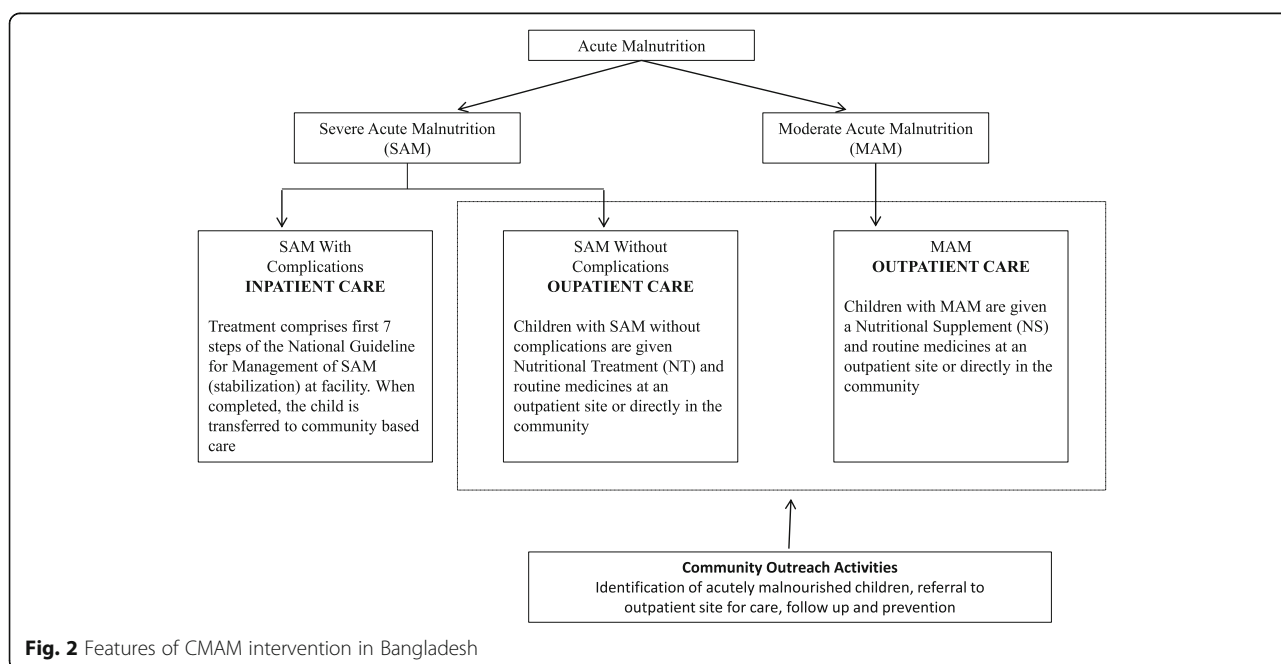 Acute Malnutrition
Severe Acute Malnutrition
(SAM)
Moderate Acute Malnutrition
(MAM)
SAM With
Complications
INPATIENT CARE
Treatment comprises first 7
steps of the National Guideline
for Management of SAM
(stabilization) at facility. When
completed, the child is
transferred to community based
care
SAM Without
Complications
OUPATIENT CARE
Children with SAM without
complications are given
Nutritional Treatment (NT) and
routine medicines at an
outpatient site or directly in the
community
MAM
OUTPATIENT CARE
Children with MAM are given
a Nutritional Supplement (NS)
and routine medicines at an
outpatient site or directly in the
community
Community Outreach Activities
Identification of acutely malnourished children, referral to
outpatient site for care, follow up and prevention
Fig. 2 Features of CMAM intervention in Bangladesh